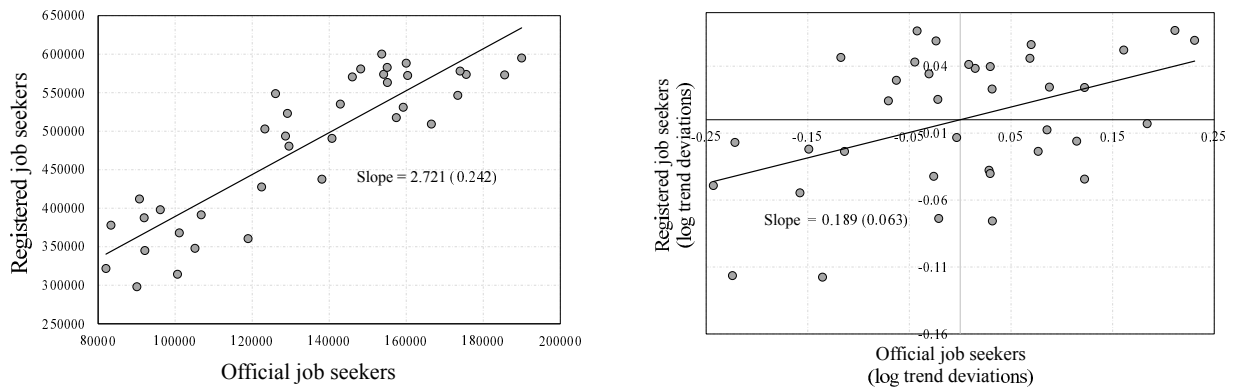 650000
600000
550000
500000
450000
400000
350000
300000
250000
Registered job seekers
Slope = 2.721 (0.242)
80000 100000 120000 140000 160000 180000 200000
Official job seekers
0.04
-0.25 -0.15 -0.05 -0.01 0.05 0.15 0.25
-0.06
-0.11
-0.16
Registered job seekers
(log trend deviations)
Slope = 0.189 (0.063)
Official job seekers
(log trend deviations)